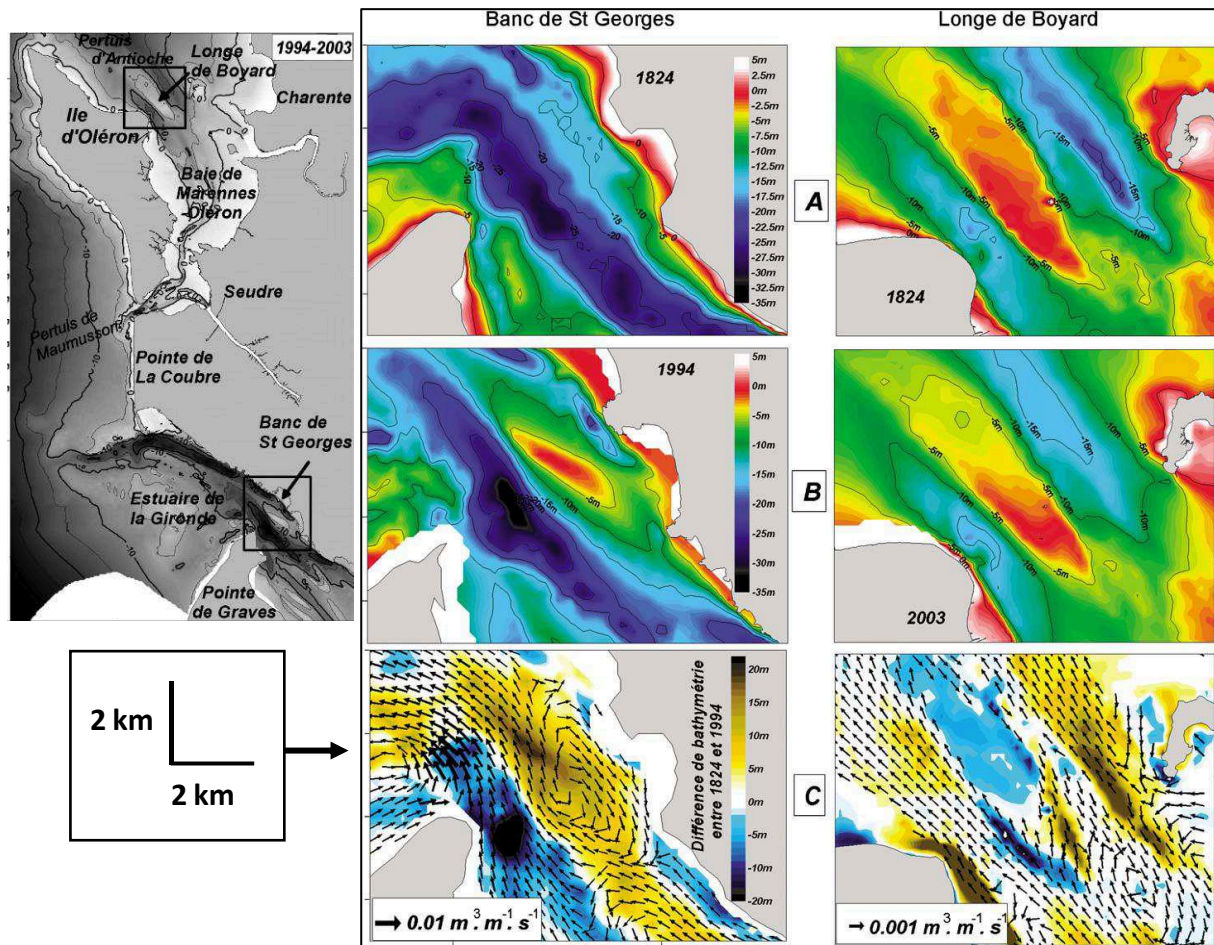 Banc de St Georges
Longe de Boyard
Pertuis
d'Antioche
Longe
de Boyard
1994-2003
Charente
Ile
d'Oléron
Baie de
Marennes
-Oléron
Seudre
Pertuis de
Maumusson
Pointe de
La Coubre
Banc de
St Georges
Estuaire de
la Gironde
Pointe
de Graves
2 km
2 km
1824
5m
2.5m
0m
-2.5m
-5m
-7.5m
-10m
-12.5m
-15m
-17.5m
-20m
-22.5m
-25m
-27.5m
-30m
-32.5m
-35m
A
1824
1994
5m
0m
-5m
-10m
-15m
-20m
-25m
-30m
-35m
B
2003
Différence de bathymétrie
entre 1824 et 1994
20m
15m
10m
5m
0m
-5m
-10m
-15m
-20m
C
0.01 m³. m⁻¹. s⁻¹
0.001 m³. m⁻¹. s⁻¹